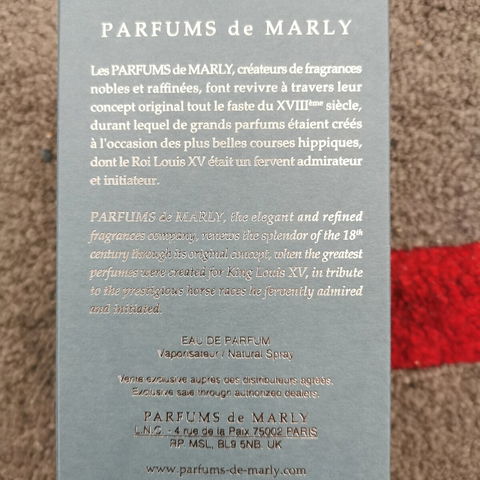 PARFUMS de MARLY
Les PARFUMS de MARLY, créateurs de fragrances
nobles et raffinées, font revivre à travers leur
concept original tout le faste du XVIIIème siècle,
durant lequel de grands parfums étaient créés
à l'occasion des plus belles courses hippiques,
dont le Roi Louis XV était un fervent admirateur
et initiateur.
PARFUMS de MARLY, the elegant and refined
fragrances company, renews the splendor of the 18th
century through its original concept, when the greatest
perfumes were created for King Louis XV, in tribute
to the prestigious horse races he fervently admired
and initiated.
EAU DE PARFUM
Vaporisateur / Natural Spray
Vente exclusive auprès des distributeurs agréés.
Exclusive sale through authorized dealers.
PARFUMS de MARLY
L.N.G. - 4 rue de la Paix 75002 PARIS
RP. MSL, BL9 5NB. UK
www.parfums-de-marly.com